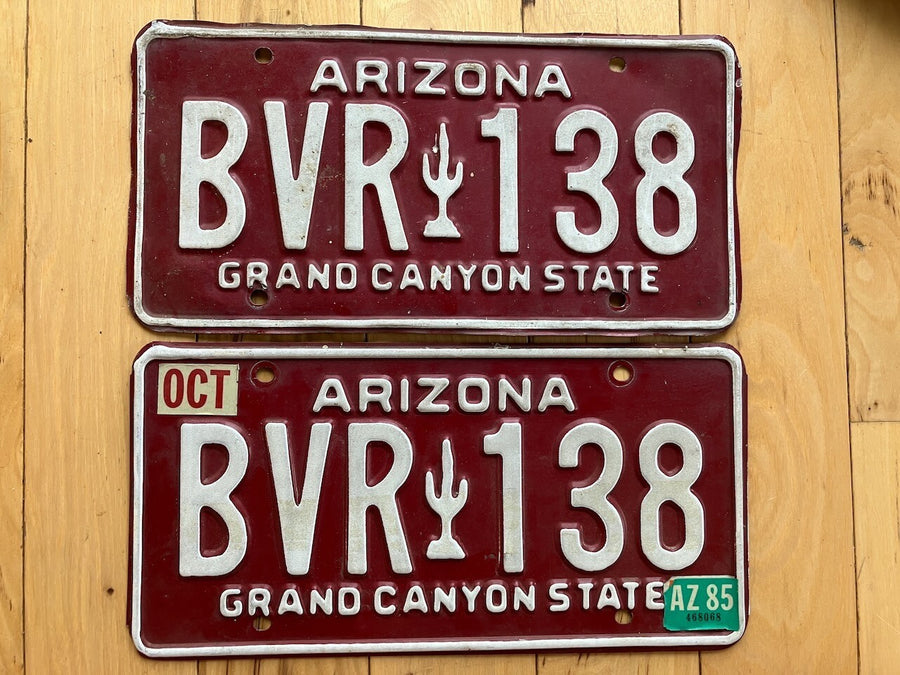 ARIZONA
BVR 138
GRAND CANYON STATE
OCT
ARIZONA
BVR 138
GRAND CANYON STATE
AZ 85
468068